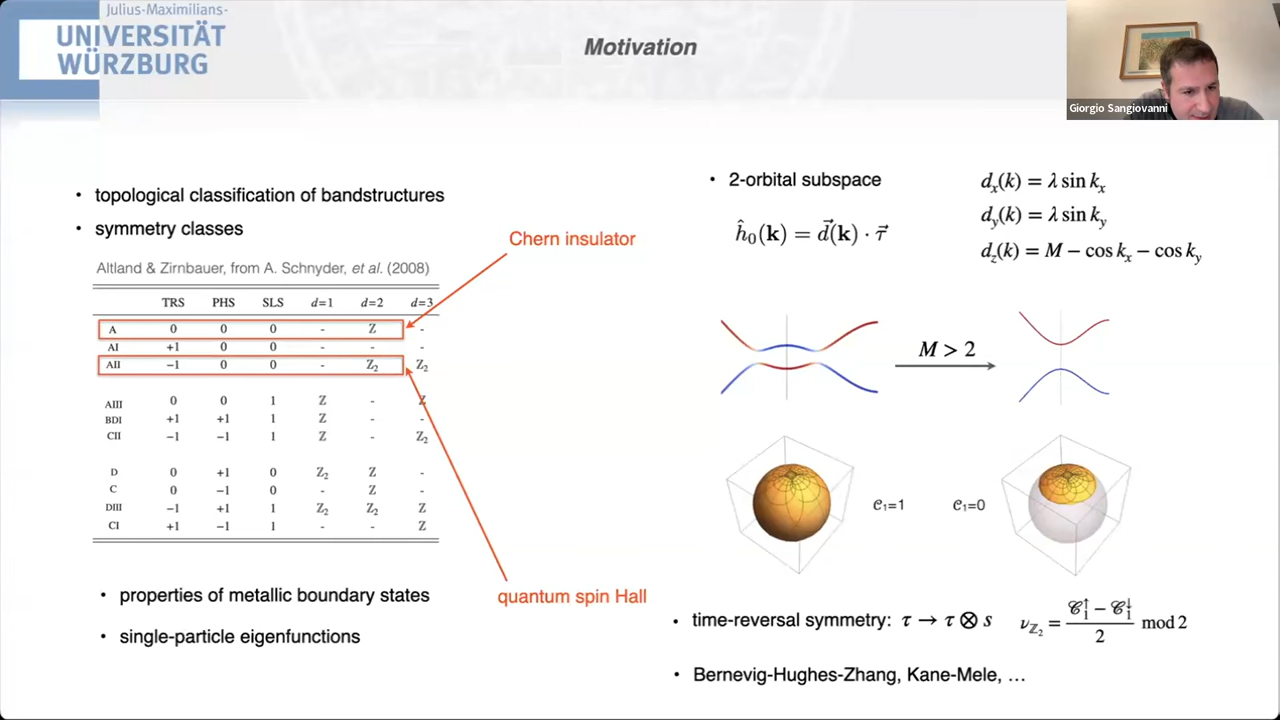 Julius-Maximilians-
UNIVERSITÄT
WÜRZBURG
Motivation
Giorgio Sangiovanni
• topological classification of bandstructures
• symmetry classes
Altland & Zirnbauer, from A. Schnyder, et al. (2008)
TRS PHS SLS d=1 d=2 d=3
A 0 0 0 - Z -
AI +1 0 0 - - -
AII −1 0 0 - Z₂ Z₂
AIII 0 0 1 Z - Z
BDI +1 +1 1 Z - -
CII −1 −1 1 Z - Z₂
D 0 +1 0 Z₂ Z -
C 0 −1 0 - Z -
DIII −1 +1 1 Z₂ Z₂ Z
CI +1 −1 1 - - Z
Chern insulator
quantum spin Hall
• properties of metallic boundary states
• single-particle eigenfunctions
• 2-orbital subspace
ĥ₀(𝐤) = d⃗(𝐤) · τ⃗
dₓ(k) = λ sin kₓ
d_y(k) = λ sin k_y
d_z(k) = M − cos kₓ − cos k_y
M > 2
𝒞₁=1
𝒞₁=0
• time-reversal symmetry: τ → τ ⊗ s
ν_ℤ₂ = (𝒞₁↑ − 𝒞₁↓)/2 mod 2
• Bernevig-Hughes-Zhang, Kane-Mele, …